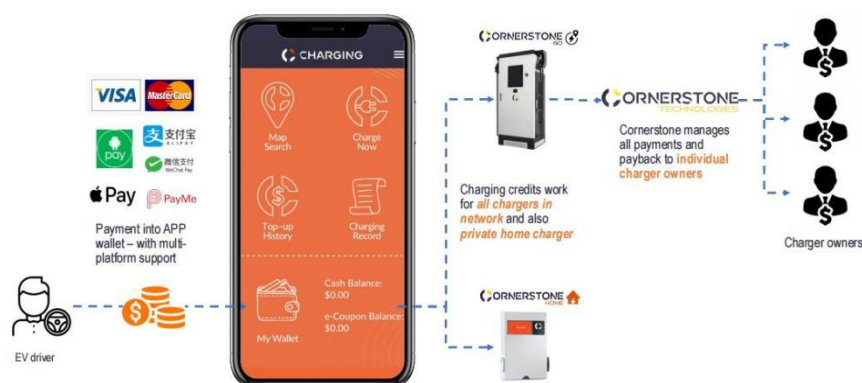 VISA
MasterCard
pay
支付宝
ALIPAY
微信支付
WeChat Pay
Pay
PayMe
Payment into APP
wallet – with multi-
platform support
EV driver
CHARGING
Map
Search
Charge
Now
Top-up
History
Charging
Record
My Wallet
Cash Balance:
$0.00
e-Coupon Balance:
$0.00
CORNERSTONE
GO
Charging credits work
for all chargers in
network and also
private home charger
CORNERSTONE
HOME
CORNERSTONE
TECHNOLOGIES
Cornerstone manages
all payments and
payback to individual
charger owners
Charger owners